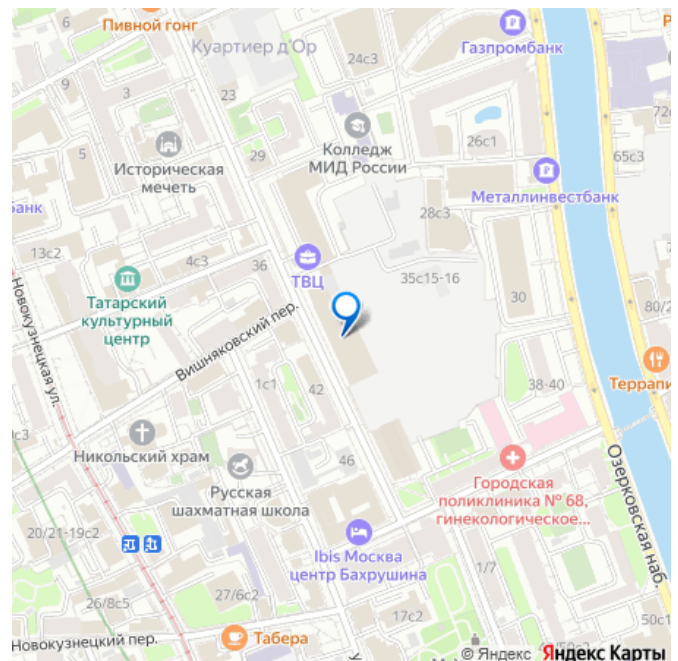 Пивной гонг
Куартиер д'Ор
24с3
Газпромбанк
9
3
23
72
5
29
Историческая
мечеть
Колледж
МИД России
26с1
65с3
Металлинвестбанк
банк
28с3
13с2
4с3
36
ТВЦ
35с15-16
30
80/2
Татарский
культурный
центр
Новокузнецкая ул.
Вишняковский пер.
1с1
42
38-40
Террапи
с3
Никольский храм
46
Русская
шахматная школа
Городская
поликлиника № 68,
гинекологическое...
Озерковская наб.
20/21-19с2
Ibis Москва
центр Бахрушина
1/7
27/6с2
26/8с5
17с2
50с1
Новокузнецкий пер.
Табера
© Яндекс Яндекс Карты